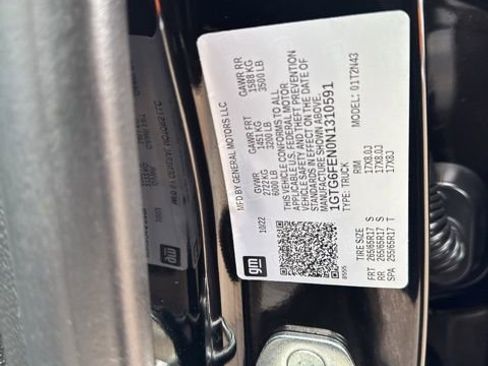 MFD BY GENERAL MOTORS LLC
10/22
GVWR GAWR FRT GAWR RR
2722 KG 1451 KG 1588 KG
6000 LB 3200 LB 3500 LB
THIS VEHICLE CONFORMS TO ALL
APPLICABLE U.S. FEDERAL MOTOR
VEHICLE SAFETY AND THEFT PREVENTION
STANDARDS IN EFFECT ON THE DATE OF
MANUFACTURE SHOWN ABOVE.
1GTG6FEN0N1310591
TYPE: TRUCK MODEL: 01T2N43
TIRE SIZE RIM
FRT 265/65R17 S 17X8.0J
RR 265/65R17 S 17X8.0J
SPA 255/65R17 T 17X8J
gm